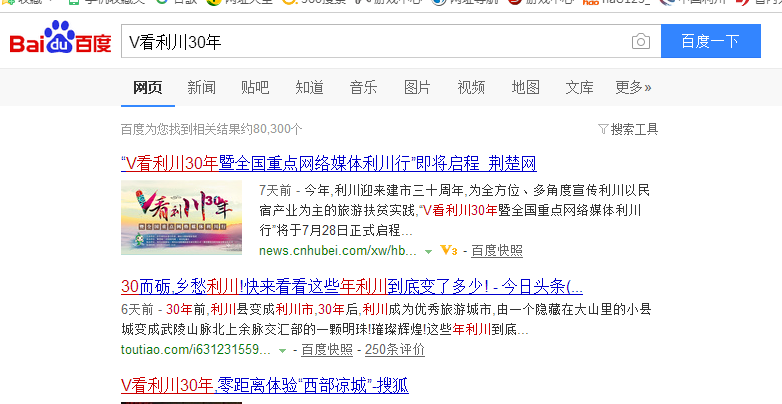 Bai du 百度
V看利川30年
百度一下
网页 新闻 贴吧 知道 音乐 图片 视频 地图 文库 更多»
百度为您找到相关结果约80,300个
搜索工具
“V看利川30年暨全国重点网络媒体利川行”即将启程_荆楚网
V看利川30年
7天前 - 今年,利川迎来建市三十周年,为全方位、多角度宣传利川以民
宿产业为主的旅游扶贫实践,“V看利川30年暨全国重点网络媒体利川
行”将于7月28日正式启程...
news.cnhubei.com/xw/hb... V3 - 百度快照
30而砺,乡愁利川!快来看看这些年利川到底变了多少! - 今日头条(...
6天前 - 30年前,利川县变成利川市,30年后,利川成为优秀旅游城市,由一个隐藏在大山里的小县
城变成武陵山脉北上余脉交汇部的一颗明珠!璀璨辉煌!这些年利川到底...
toutiao.com/i631231559... - 百度快照 - 250条评价
V看利川30年,零距离体验“西部凉城”-搜狐